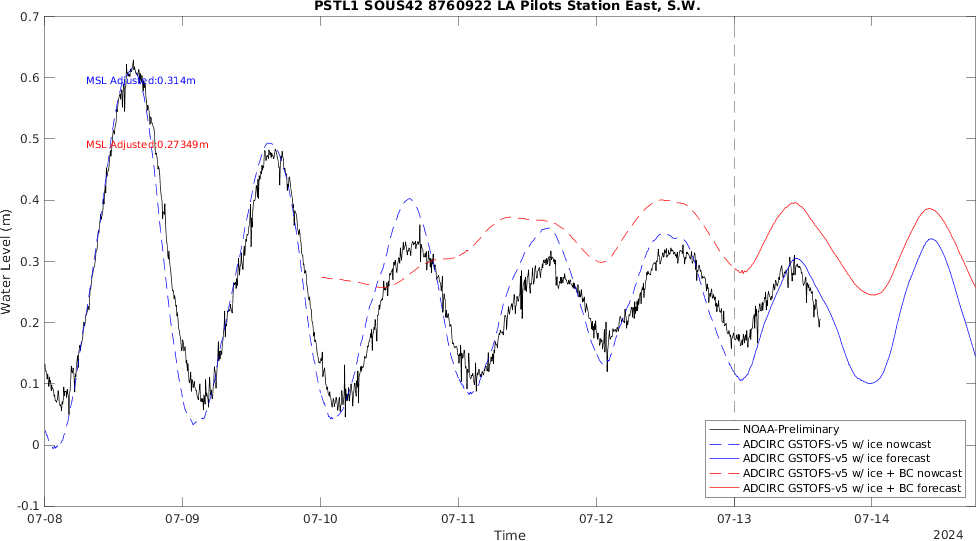 PSTL1 SOUS42 8760922 LA Pilots Station East, S.W.
0.7
0.6
0.5
0.4
0.3
0.2
0.1
0
-0.1
Water Level (m)
MSL Adjusted:0.314m
MSL Adjusted:0.27349m
NOAA-Preliminary
ADCIRC GSTOFS-v5 w/ ice nowcast
ADCIRC GSTOFS-v5 w/ ice forecast
ADCIRC GSTOFS-v5 w/ ice + BC nowcast
ADCIRC GSTOFS-v5 w/ ice + BC forecast
07-08 07-09 07-10 07-11 07-12 07-13 07-14
Time
2024